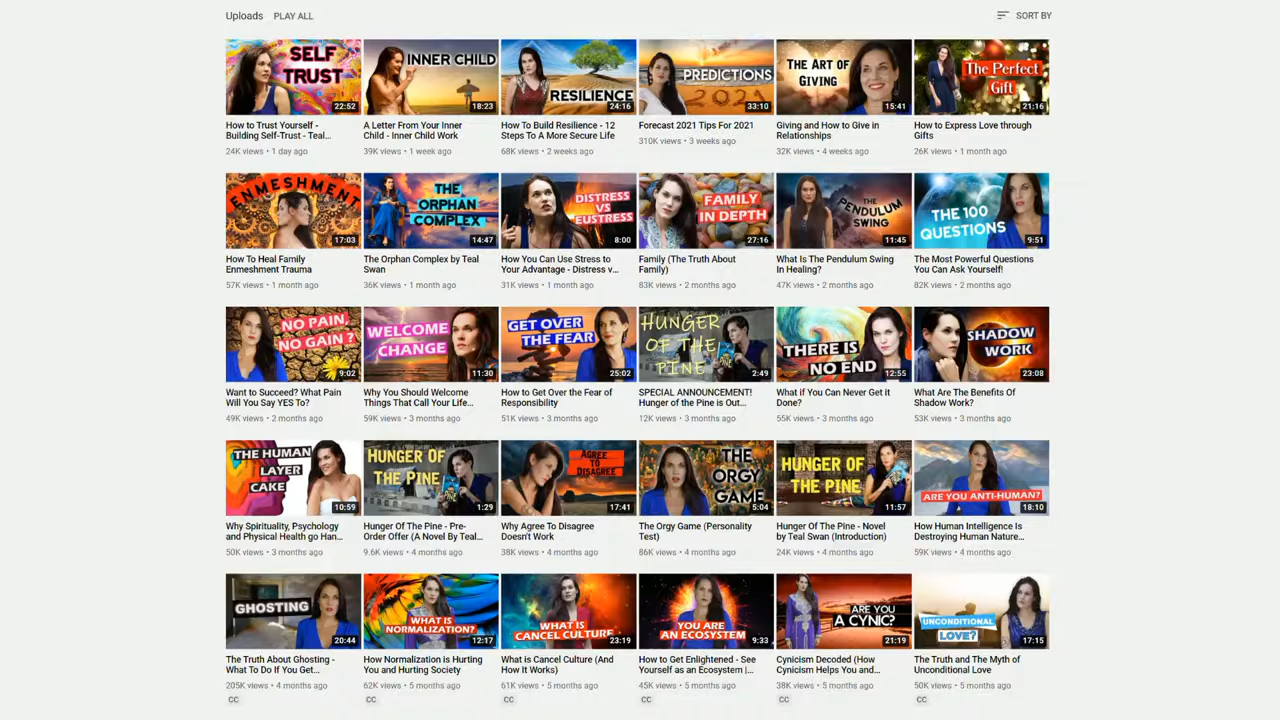 Uploads PLAY ALL SORT BY
SELF
TRUST
22:52
INNER CHILD
18:23
RESILIENCE
24:16
PREDICTIONS
2021
33:10
THE ART OF
GIVING
15:41
The Perfect
Gift
21:16
How to Trust Yourself -
Building Self-Trust - Teal...
24K views • 1 day ago
A Letter From Your Inner
Child - Inner Child Work
39K views • 1 week ago
How To Build Resilience - 12
Steps To A More Secure Life
68K views • 2 weeks ago
Forecast 2021 Tips For 2021
310K views • 3 weeks ago
Giving and How to Give in
Relationships
32K views • 4 weeks ago
How to Express Love through
Gifts
26K views • 1 month ago
ENMESHMENT
17:03
THE
ORPHAN
COMPLEX
14:47
DISTRESS
VS
EUSTRESS
8:00
FAMILY
IN DEPTH
27:16
THE
PENDULUM
SWING
11:45
THE 100
QUESTIONS
9:51
How To Heal Family
Enmeshment Trauma
57K views • 1 month ago
The Orphan Complex by Teal
Swan
36K views • 1 month ago
How You Can Use Stress to
Your Advantage - Distress v...
31K views • 1 month ago
Family (The Truth About
Family)
83K views • 2 months ago
What Is The Pendulum Swing
In Healing?
47K views • 2 months ago
The Most Powerful Questions
You Can Ask Yourself!
82K views • 2 months ago
NO PAIN,
NO GAIN?
9:02
WELCOME
CHANGE
11:30
GET OVER
THE FEAR
25:02
HUNGER
OF THE
PINE
2:49
THERE IS
NO END
12:55
SHADOW
WORK
23:08
Want to Succeed? What Pain
Will You Say YES To?
49K views • 2 months ago
Why You Should Welcome
Things That Call Your Life...
59K views • 3 months ago
How to Get Over the Fear of
Responsibility
51K views • 3 months ago
SPECIAL ANNOUNCEMENT!
Hunger of the Pine is Out...
12K views • 3 months ago
What if You Can Never Get it
Done?
55K views • 3 months ago
What Are The Benefits Of
Shadow Work?
53K views • 3 months ago
THE HUMAN
LAYER
CAKE
10:59
HUNGER OF
THE PINE
1:29
AGREE
TO
DISAGREE
17:41
THE
ORGY
GAME
5:04
HUNGER OF
THE PINE
11:57
ARE YOU ANTI-HUMAN?
18:10
Why Spirituality, Psychology
and Physical Health go Han...
50K views • 3 months ago
Hunger Of The Pine - Pre-
Order Offer (A Novel By Teal...
9.6K views • 4 months ago
Why Agree To Disagree
Doesn't Work
38K views • 4 months ago
The Orgy Game (Personality
Test)
86K views • 4 months ago
Hunger Of The Pine - Novel
by Teal Swan (Introduction)
24K views • 4 months ago
How Human Intelligence Is
Destroying Human Nature...
59K views • 4 months ago
GHOSTING
20:44
WHAT IS
NORMALIZATION?
12:17
WHAT IS
CANCEL CULTURE
23:19
YOU ARE
AN ECOSYSTEM
9:33
ARE YOU
A CYNIC?
21:19
UNCONDITIONAL
LOVE?
17:15
The Truth About Ghosting -
What To Do If You Get...
205K views • 4 months ago
CC
How Normalization is Hurting
You and Hurting Society
62K views • 5 months ago
CC
What is Cancel Culture (And
How It Works)
61K views • 5 months ago
CC
How to Get Enlightened - See
Yourself as an Ecosystem |...
45K views • 5 months ago
CC
Cynicism Decoded (How
Cynicism Helps You and...
38K views • 5 months ago
CC
The Truth and The Myth of
Unconditional Love
50K views • 5 months ago
CC